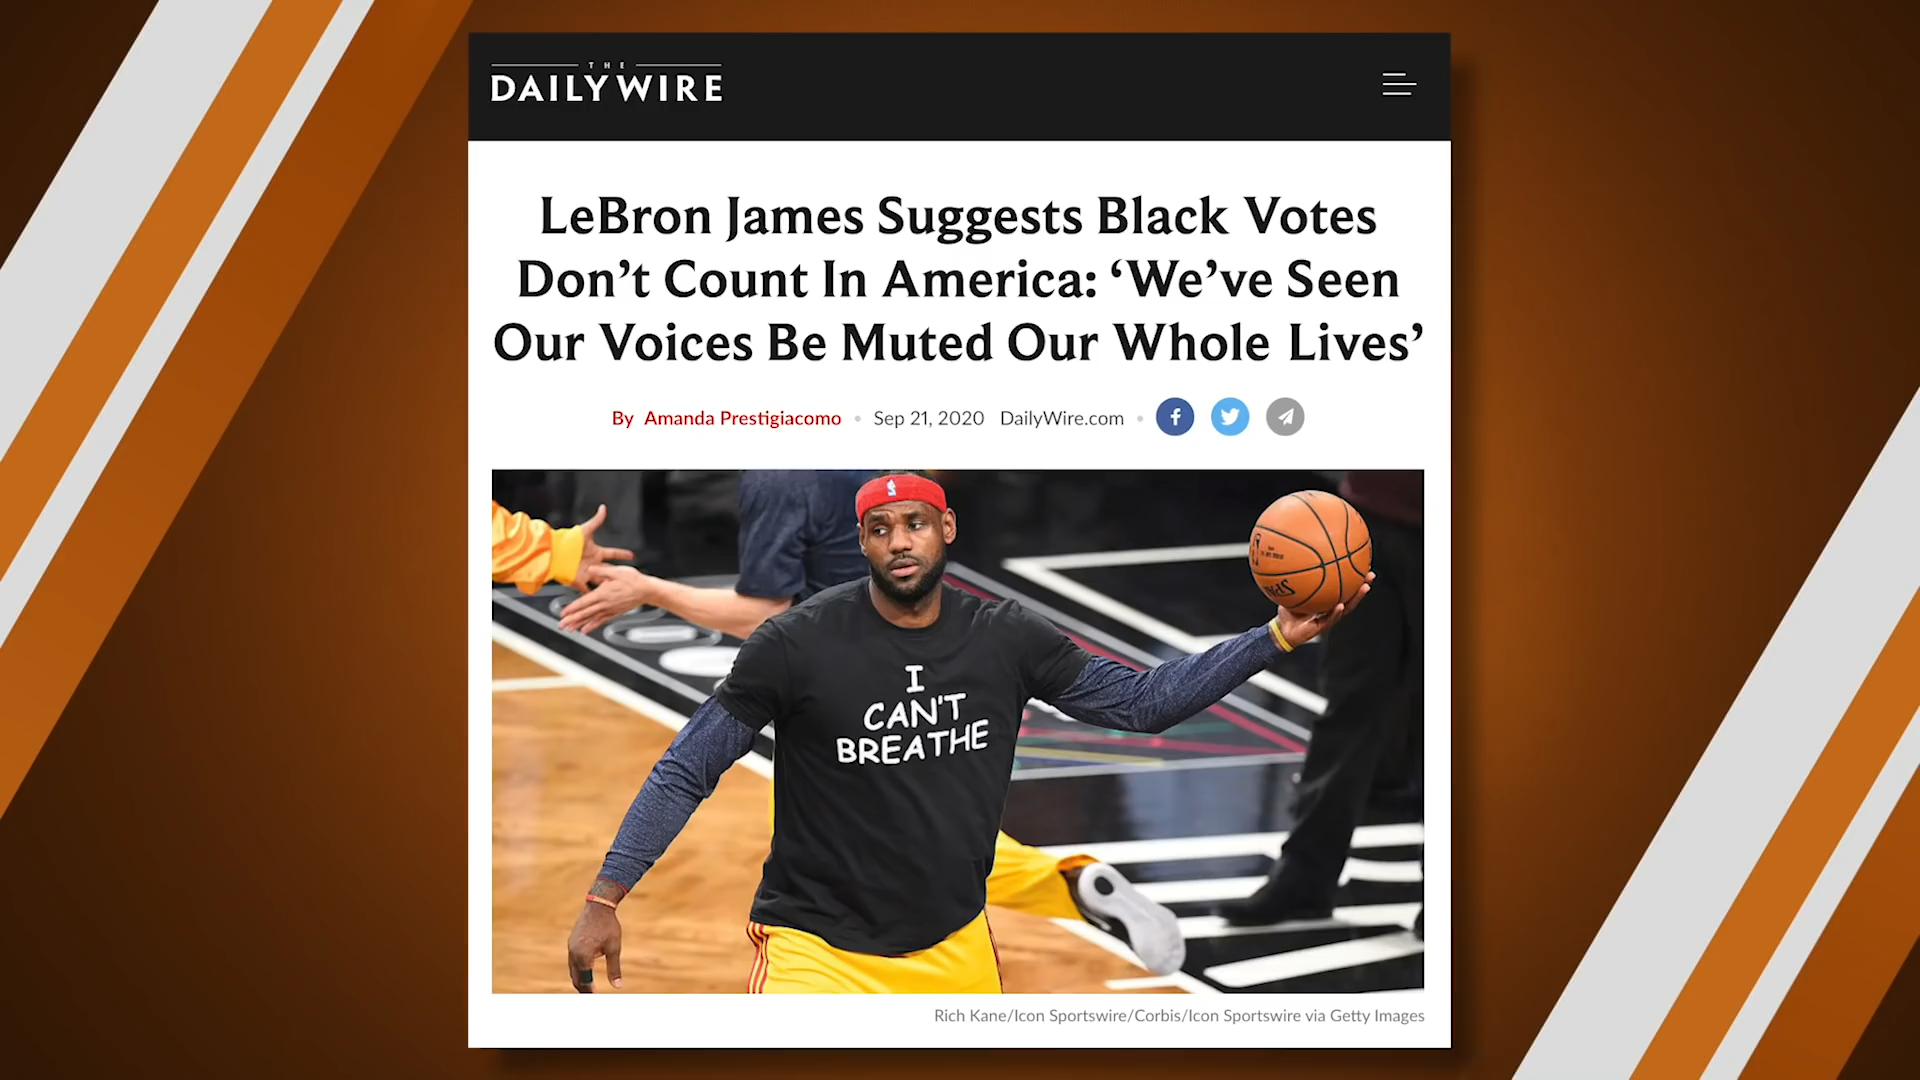 THE
DAILYWIRE
LeBron James Suggests Black Votes
Don’t Count In America: ‘We’ve Seen
Our Voices Be Muted Our Whole Lives’
By Amanda Prestigiacomo • Sep 21, 2020 DailyWire.com •
I
CAN'T
BREATHE
SPAL
Rich Kane/Icon Sportswire/Corbis/Icon Sportswire via Getty Images